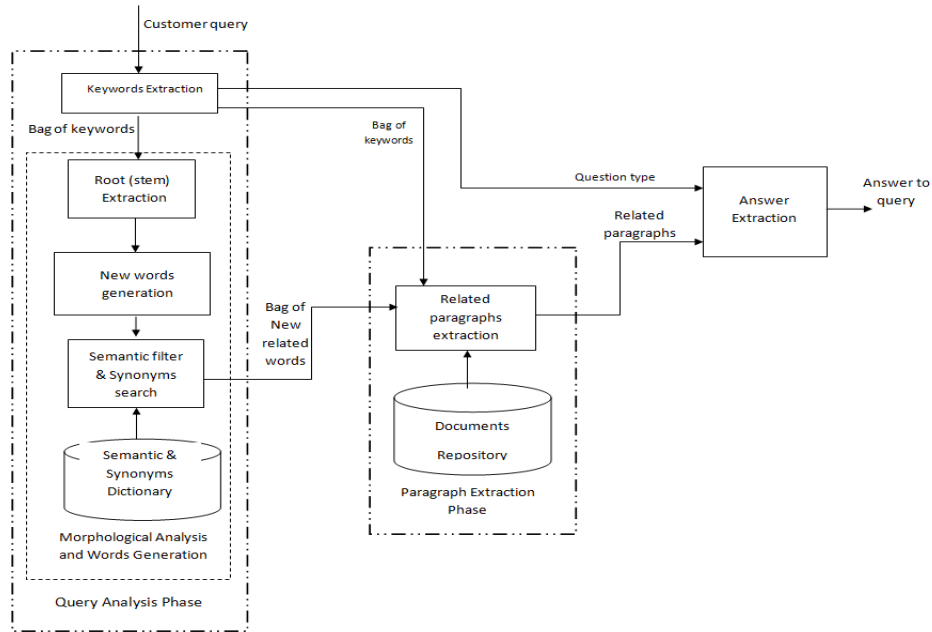 Customer query
Keywords Extraction
Bag of keywords
Root (stem)
Extraction
New words
generation
Semantic filter
& Synonyms
search
Semantic &
Synonyms
Dictionary
Morphological Analysis
and Words Generation
Query Analysis Phase
Bag of
New
related
words
Bag of
keywords
Related
paragraphs
extraction
Documents
Repository
Paragraph Extraction
Phase
Question type
Related
paragraphs
Answer
Extraction
Answer to
query